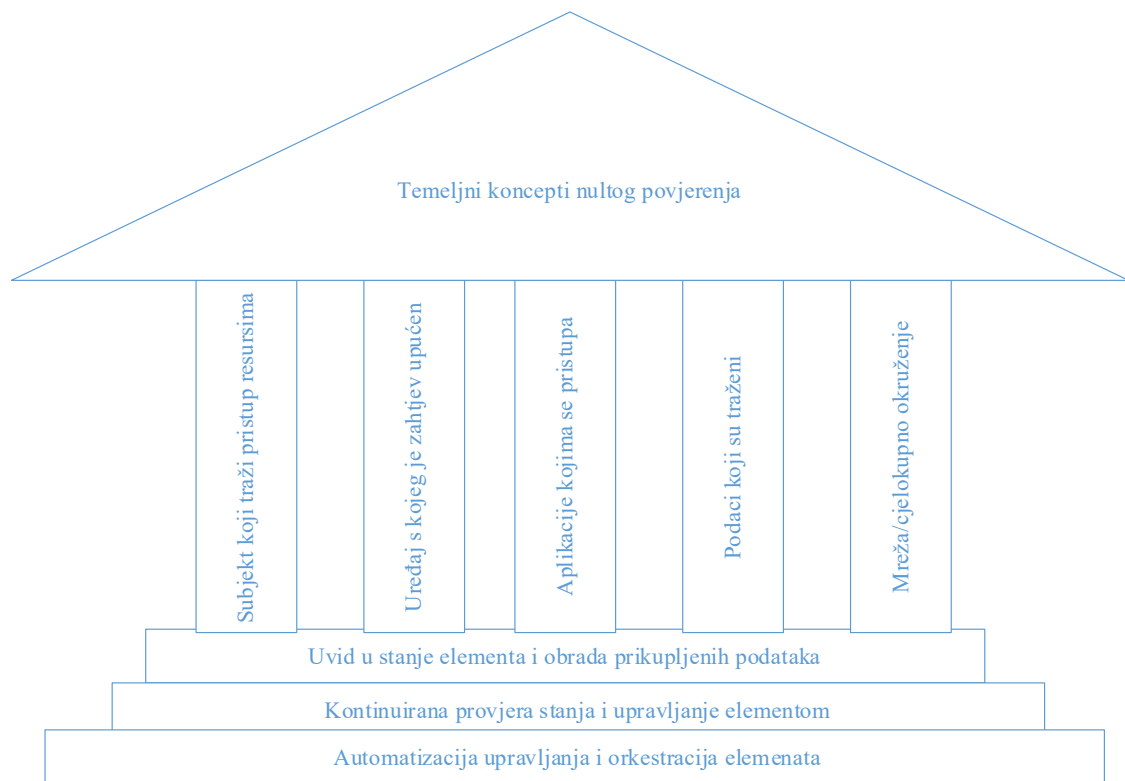 Temeljni koncepti nultog povjerenja
Subjekt koji traži pristup resursima
Uređaj s kojeg je zahtjev upućen
Aplikacije kojima se pristupa
Podaci koji su traženi
Mreža/cjelokupno okruženje
Uvid u stanje elementa i obrada prikupljenih podataka
Kontinuirana provjera stanja i upravljanje elementom
Automatizacija upravljanja i orkestracija elemenata